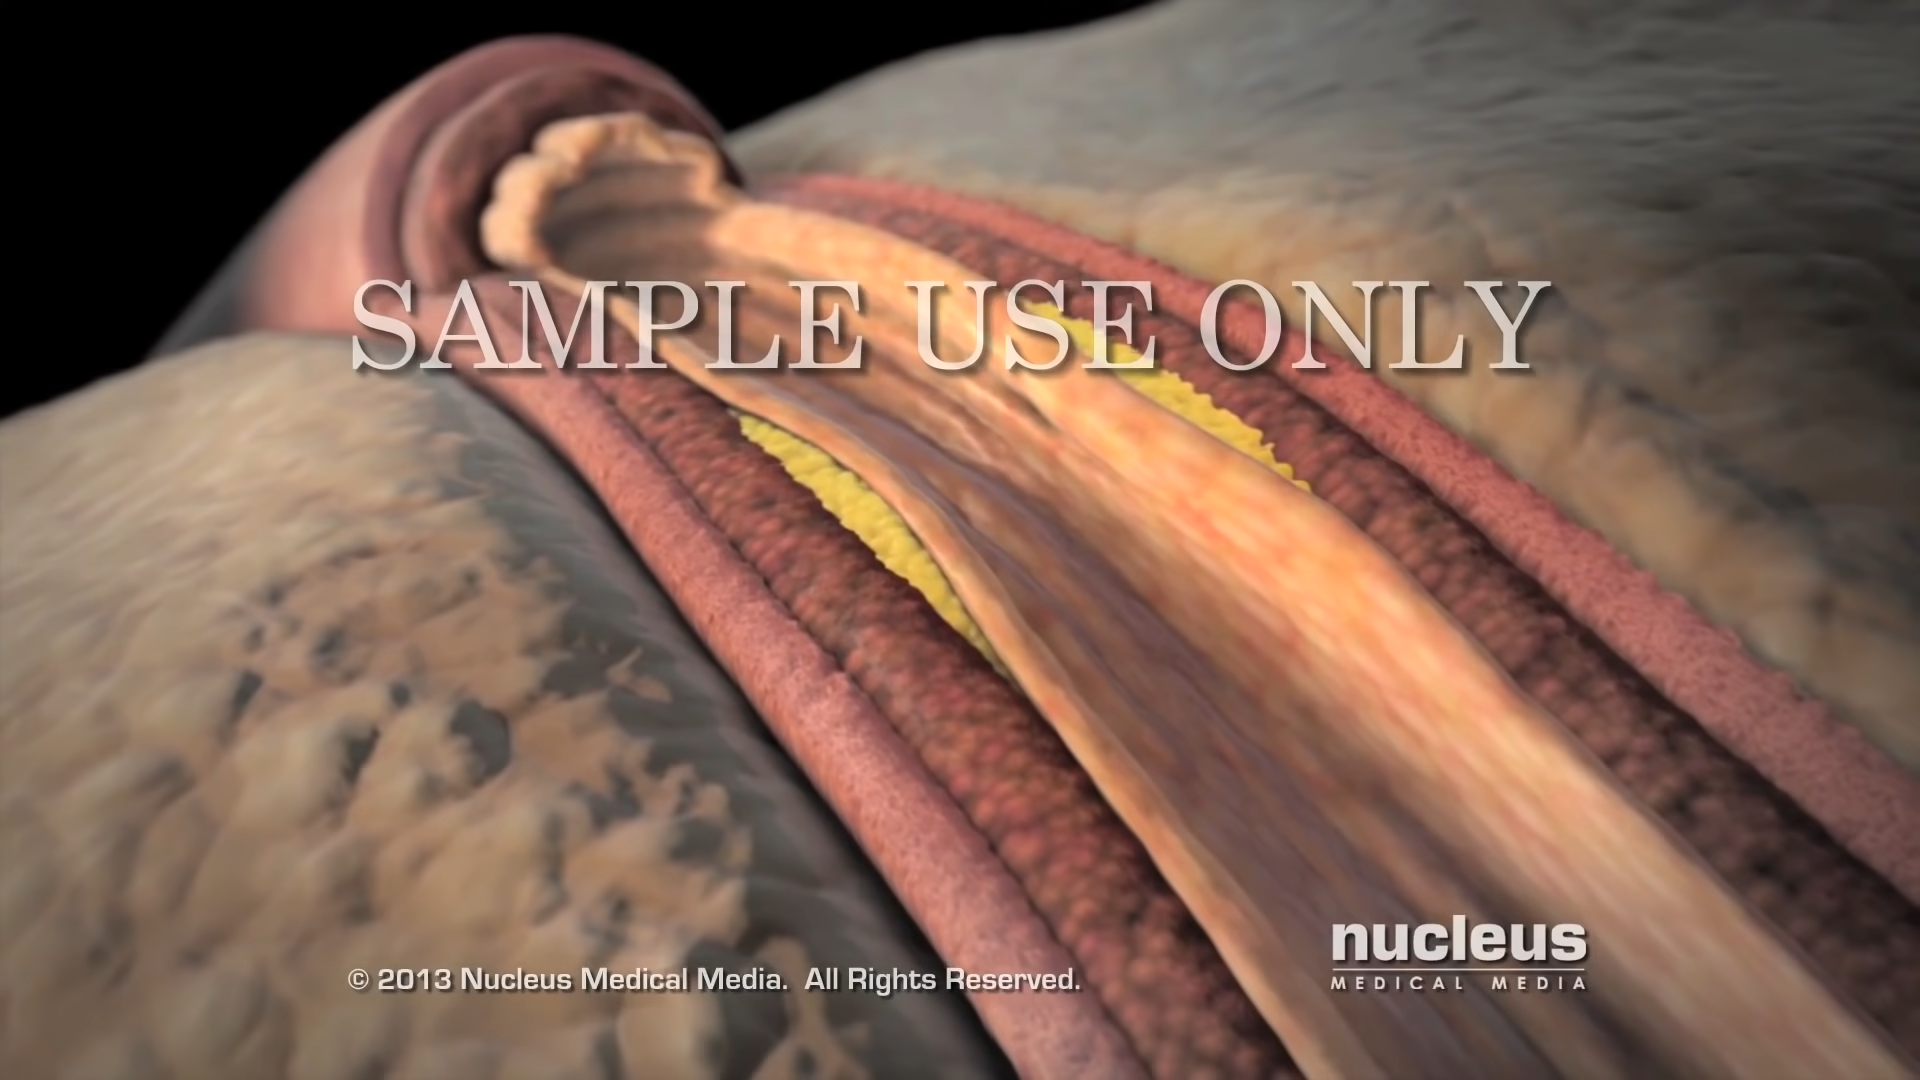 SAMPLE USE ONLY
nucleus
MEDICAL MEDIA
© 2013 Nucleus Medical Media. All Rights Reserved.